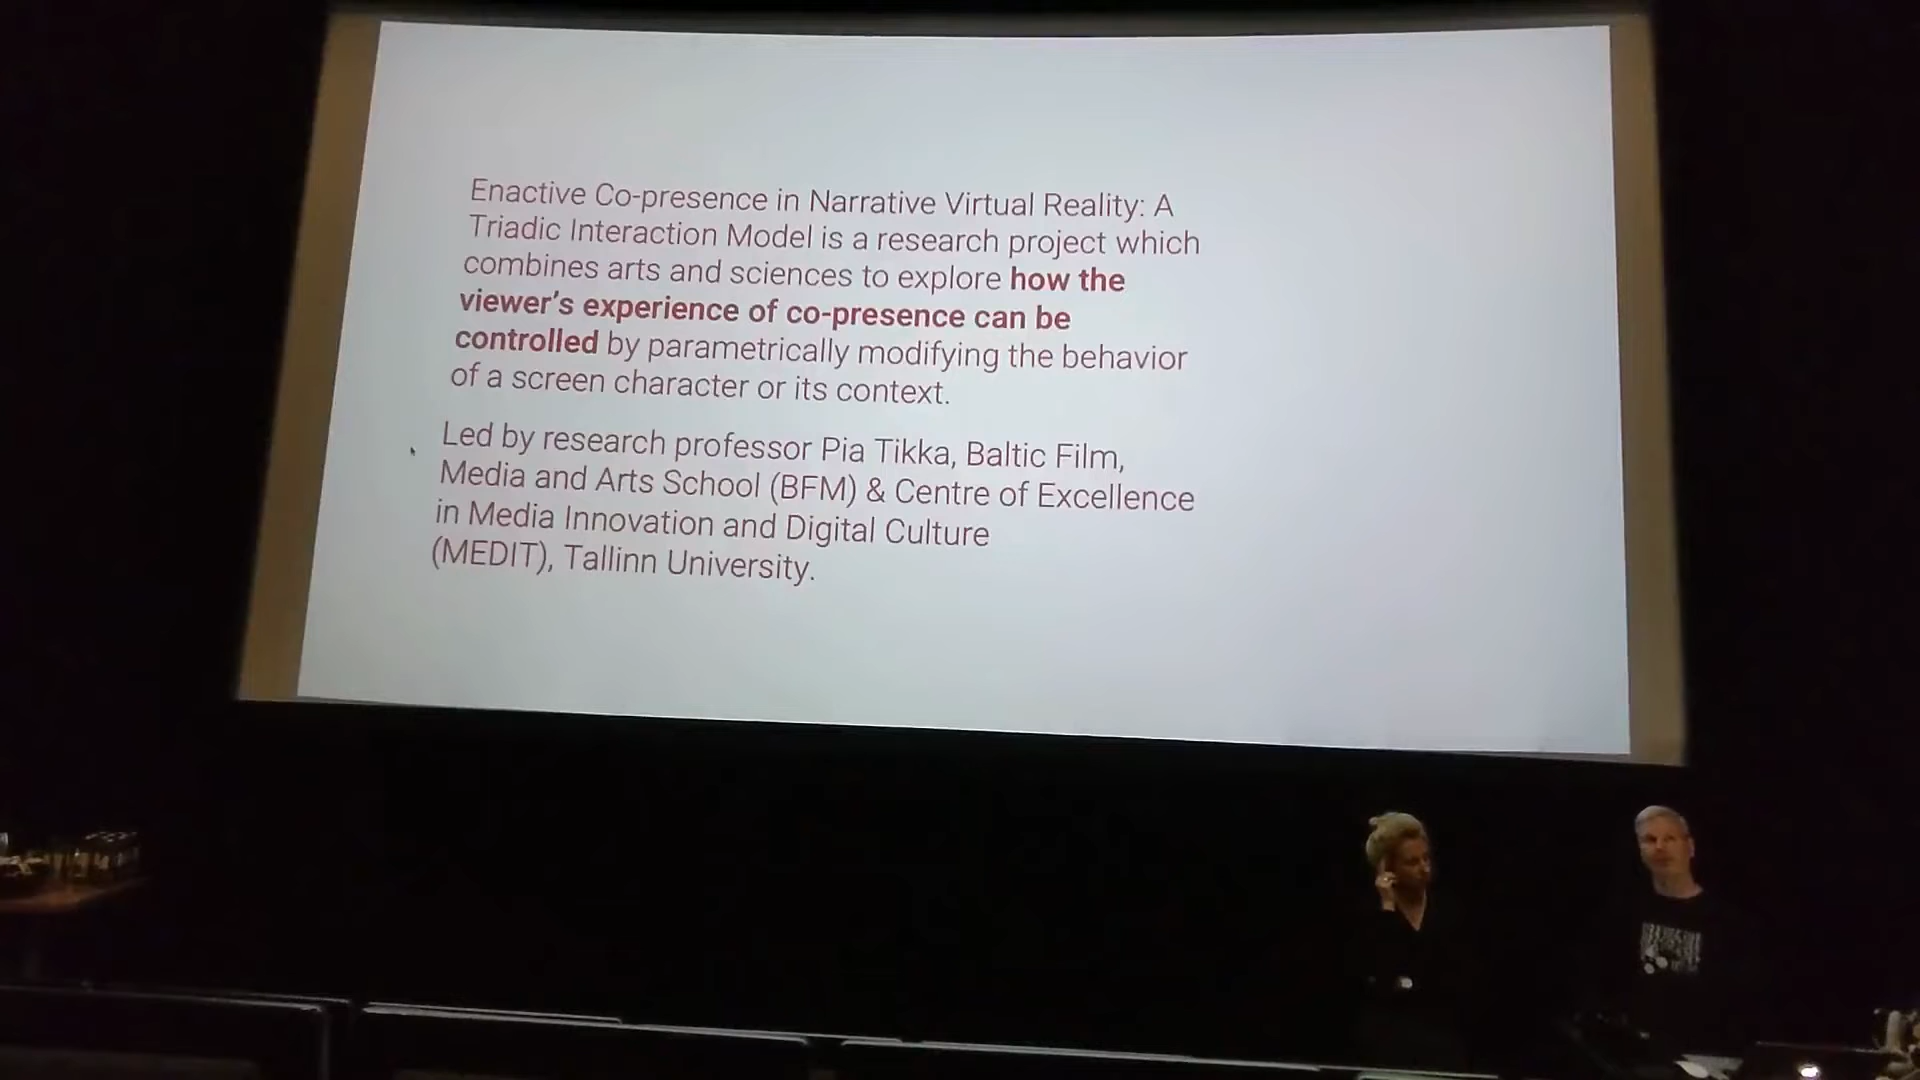 Enactive Co-presence in Narrative Virtual Reality: A
Triadic Interaction Model is a research project which
combines arts and sciences to explore how the
viewer's experience of co-presence can be
controlled by parametrically modifying the behavior
of a screen character or its context.
Led by research professor Pia Tikka, Baltic Film,
Media and Arts School (BFM) & Centre of Excellence
in Media Innovation and Digital Culture
(MEDIT), Tallinn University.